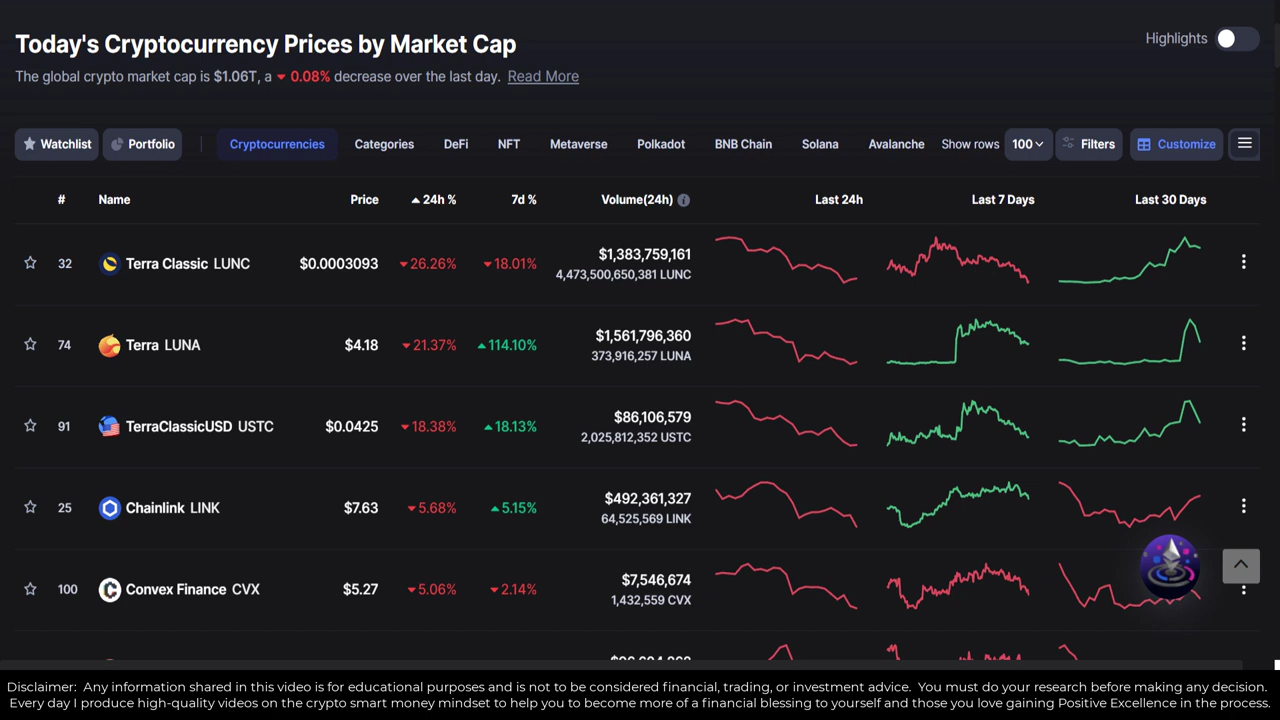 Today's Cryptocurrency Prices by Market Cap
Highlights
The global crypto market cap is $1.06T, a 0.08% decrease over the last day. Read More
Watchlist Portfolio Cryptocurrencies Categories DeFi NFT Metaverse Polkadot BNB Chain Solana Avalanche Show rows 100 Filters Customize
# Name Price 24h % 7d % Volume(24h) Last 24h Last 7 Days Last 30 Days
32 Terra Classic LUNC $0.0003093 26.26% 18.01% $1,383,759,161
4,473,500,650,381 LUNC
74 Terra LUNA $4.18 21.37% 114.10% $1,561,796,360
373,916,257 LUNA
91 TerraClassicUSD USTC $0.0425 18.38% 18.13% $86,106,579
2,025,812,352 USTC
25 Chainlink LINK $7.63 5.68% 5.15% $492,361,327
64,525,569 LINK
100 Convex Finance CVX $5.27 5.06% 2.14% $7,546,674
1,432,559 CVX
Disclaimer: Any information shared in this video is for educational purposes and is not to be considered financial, trading, or investment advice. You must do your research before making any decision.
Every day I produce high-quality videos on the crypto smart money mindset to help you to become more of a financial blessing to yourself and those you love gaining Positive Excellence in the process.